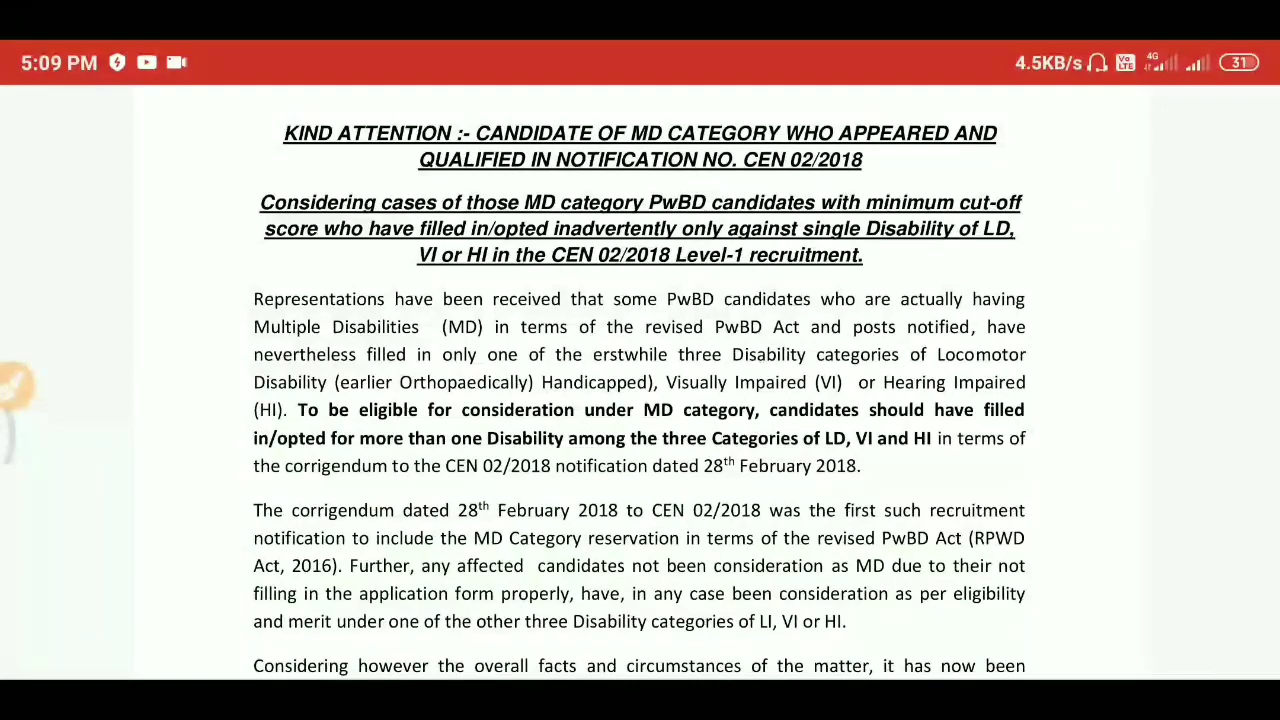 5:09 PM
4.5KB/s Vo LTE 4G 31
KIND ATTENTION :- CANDIDATE OF MD CATEGORY WHO APPEARED AND
QUALIFIED IN NOTIFICATION NO. CEN 02/2018
Considering cases of those MD category PwBD candidates with minimum cut-off
score who have filled in/opted inadvertently only against single Disability of LD,
VI or HI in the CEN 02/2018 Level-1 recruitment.
Representations have been received that some PwBD candidates who are actually having
Multiple Disabilities (MD) in terms of the revised PwBD Act and posts notified, have
nevertheless filled in only one of the erstwhile three Disability categories of Locomotor
Disability (earlier Orthopaedically) Handicapped), Visually Impaired (VI) or Hearing Impaired
(HI). To be eligible for consideration under MD category, candidates should have filled
in/opted for more than one Disability among the three Categories of LD, VI and HI in terms of
the corrigendum to the CEN 02/2018 notification dated 28th February 2018.
The corrigendum dated 28th February 2018 to CEN 02/2018 was the first such recruitment
notification to include the MD Category reservation in terms of the revised PwBD Act (RPWD
Act, 2016). Further, any affected candidates not been consideration as MD due to their not
filling in the application form properly, have, in any case been consideration as per eligibility
and merit under one of the other three Disability categories of LI, VI or HI.
Considering however the overall facts and circumstances of the matter, it has now been